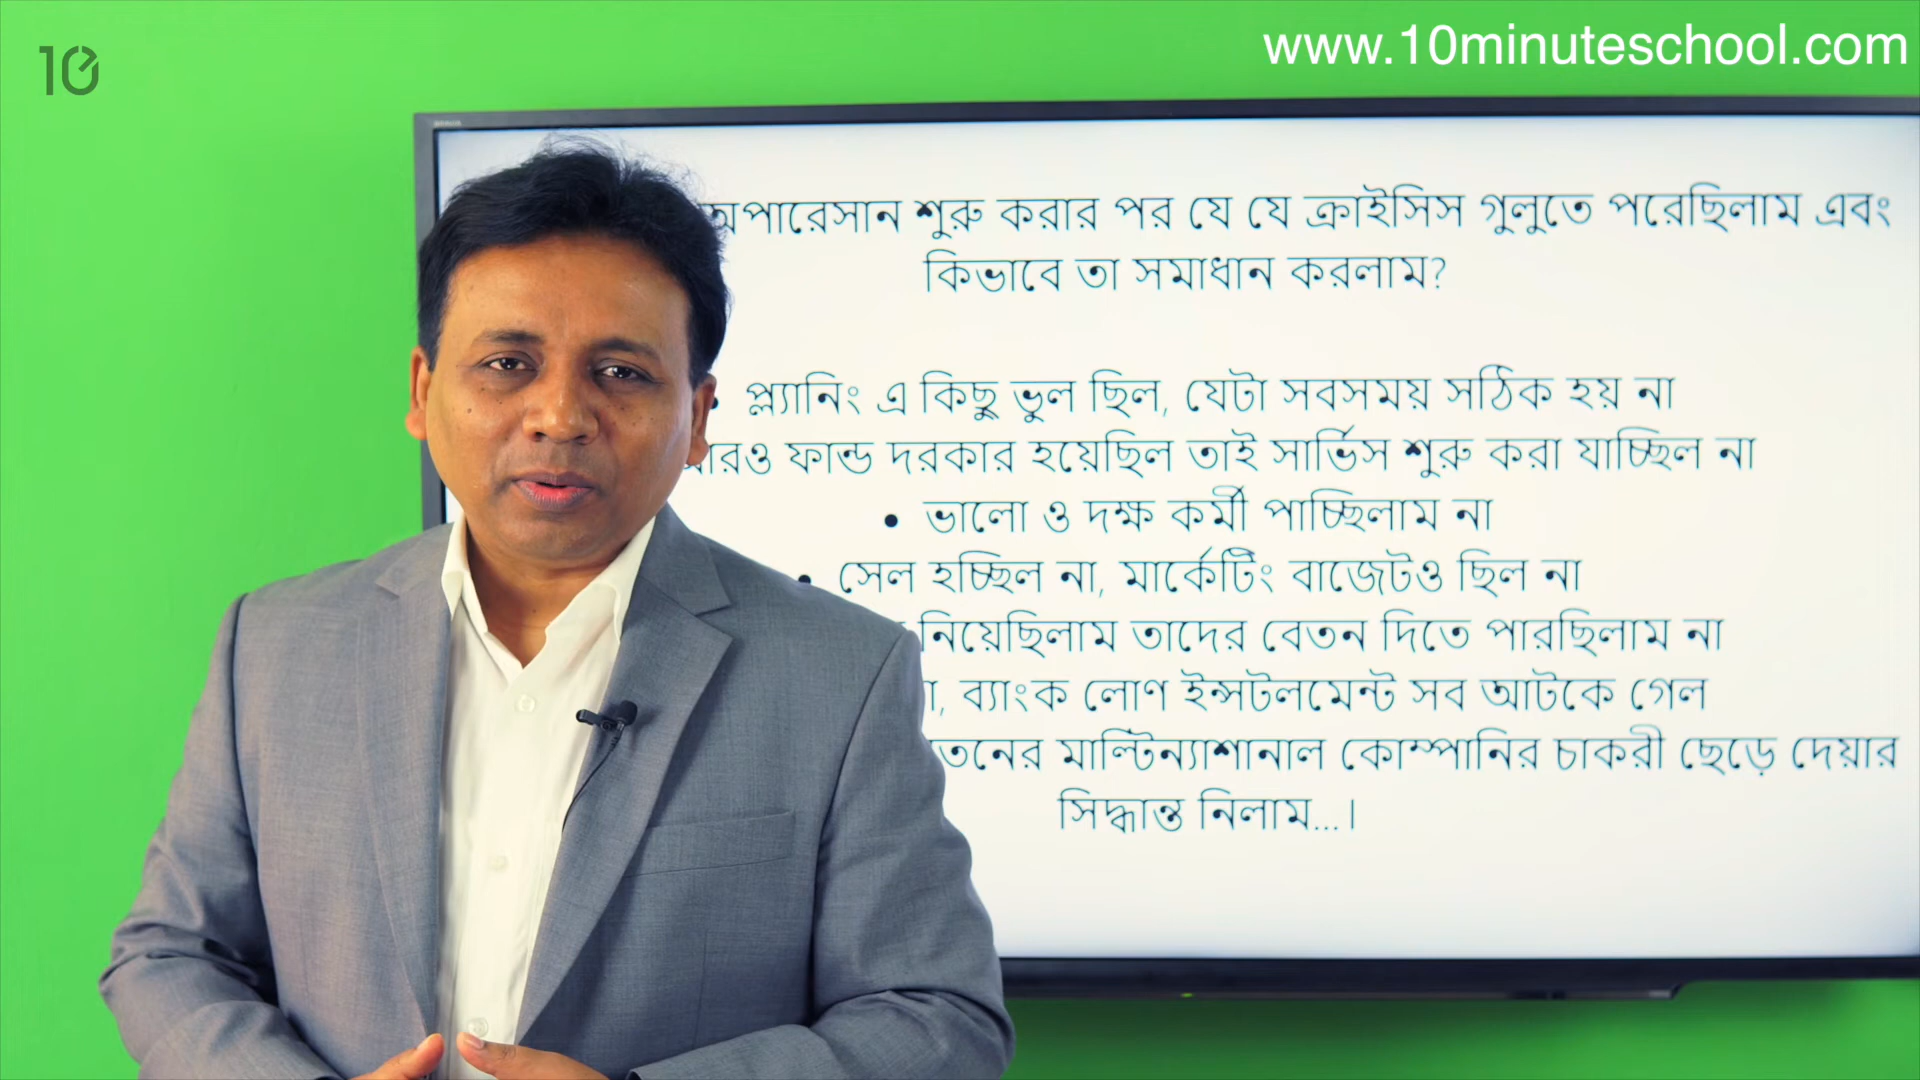 10
www.10minuteschool.com
অপারেসান শুরু করার পর যে যে ক্রাইসিস গুলুতে পরেছিলাম এবং
কিভাবে তা সমাধান করলাম?
• প্ল্যানিং এ কিছু ভুল ছিল, যেটা সবসময় সঠিক হয় না
ফান্ড দরকার হয়েছিল তাই সার্ভিস শুরু করা যাচ্ছিল না
• ভালো ও দক্ষ কর্মী পাচ্ছিলাম না
• সেল হচ্ছিল না, মার্কেটিং বাজেটও ছিল না
নিয়েছিলাম তাদের বেতন দিতে পারছিলাম না
ব্যাংক লোণ ইন্সটলমেন্ট সব আটকে গেল
মাল্টিন্যাশানাল কোম্পানির চাকরী ছেড়ে দেয়ার
সিদ্ধান্ত নিলাম...।